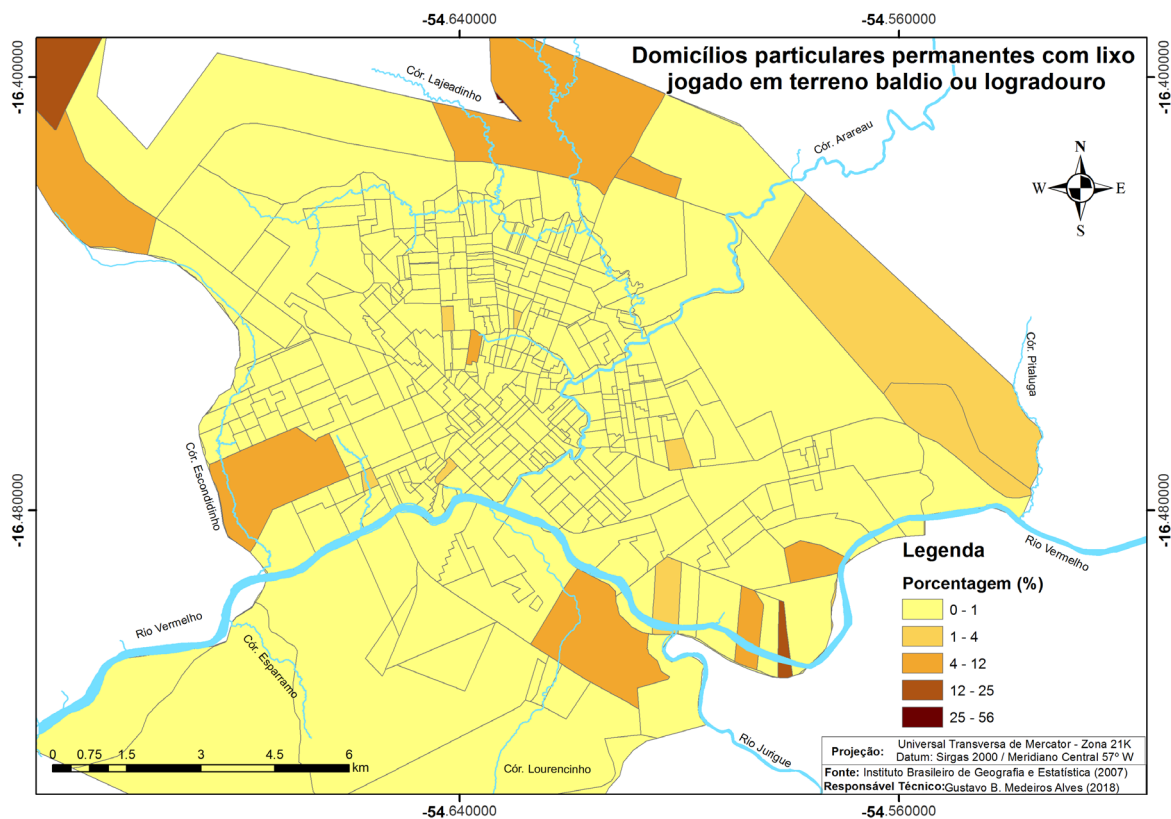 -54.640000
-54.560000
Domicílios particulares permanentes com lixo
jogado em terreno baldio ou logradouro
-16.440000
-16.440000
Cór. Lajeadinho
Cór. Arareau
N
W
E
S
Cór. Pitaluga
Cór. Escondidinho
-16.480000
-16.480000
Rio Vermelho
Legenda
Porcentagem (%)
0 - 1
1 - 4
4 - 12
12 - 25
25 - 56
Rio Vermelho
Cór. Esparramo
Rio Jurigue
Cór. Lourencinho
0 0.75 1.5 3 4.5 6
km
Projeção: Universal Transversa de Mercator - Zona 21K
Datum: Sirgas 2000 / Meridiano Central 57º W
Fonte: Instituto Brasileiro de Geografia e Estatística (2007)
Responsável Técnico:Gustavo B. Medeiros Alves (2018)
-54.640000
-54.560000